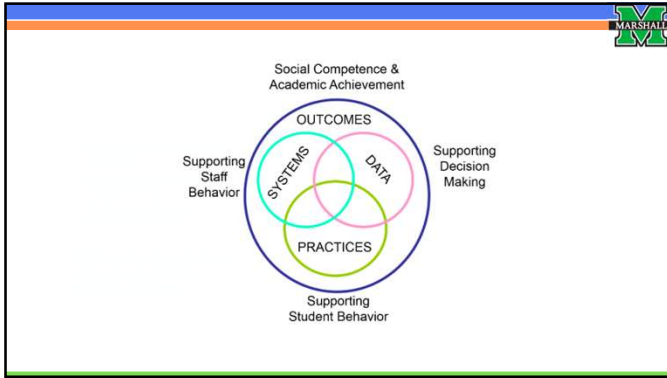 MARSHALL
Social Competence &
Academic Achievement
OUTCOMES
Supporting
Staff
Behavior
SYSTEMS
DATA
Supporting
Decision
Making
PRACTICES
Supporting
Student Behavior